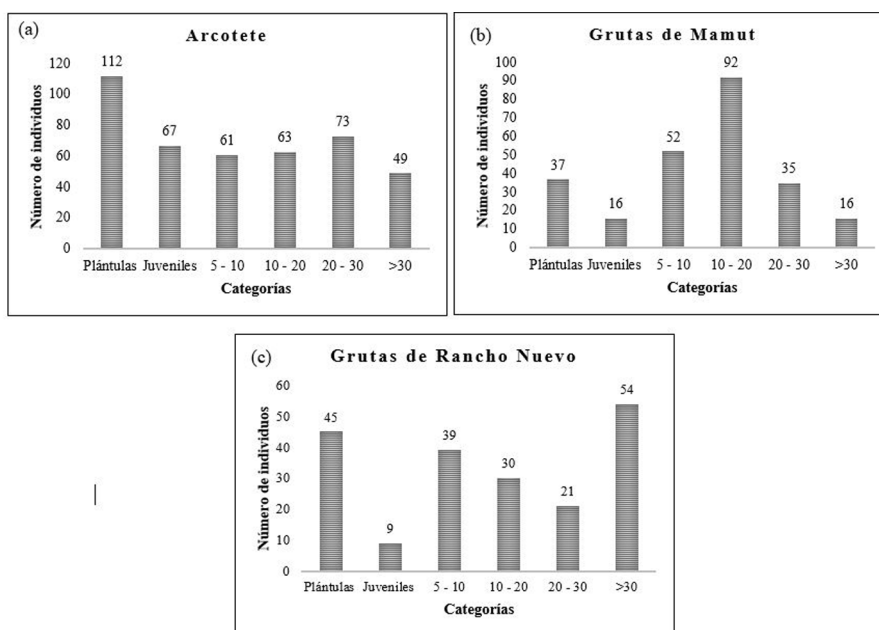 (a)
Arcotete
Número de individuos
120
100
80
60
40
20
0
112
67
61
63
73
49
Plántulas Juveniles 5 - 10 10 - 20 20 - 30 >30
Categorías
(b)
Grutas de Mamut
Número de individuos
100
90
80
70
60
50
40
30
20
10
0
37
16
52
92
35
16
Plántulas Juveniles 5 - 10 10 - 20 20 - 30 >30
Categorías
(c)
Grutas de Rancho Nuevo
Número de individuos
60
50
40
30
20
10
0
45
9
39
30
21
54
Plántulas Juveniles 5 - 10 10 - 20 20 - 30 >30
Categorías